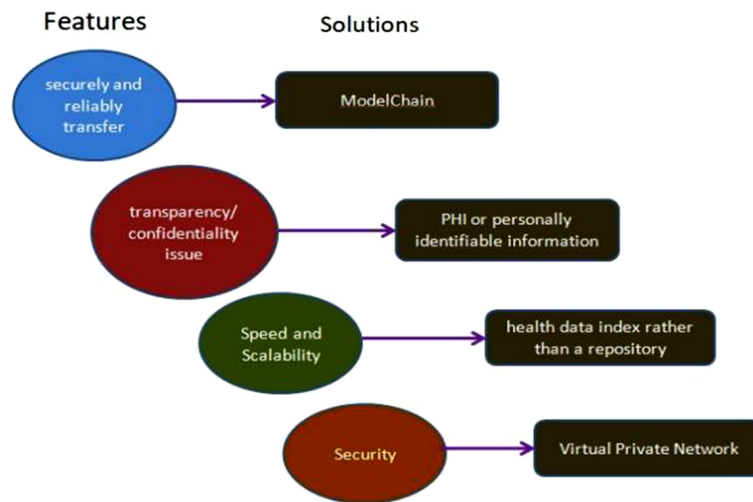 Features
Solutions
securely and
reliably
transfer
ModelChain
transparency/
confidentiality
issue
PHI or personally
identifiable information
Speed and
Scalability
health data index rather
than a repository
Security
Virtual Private Network